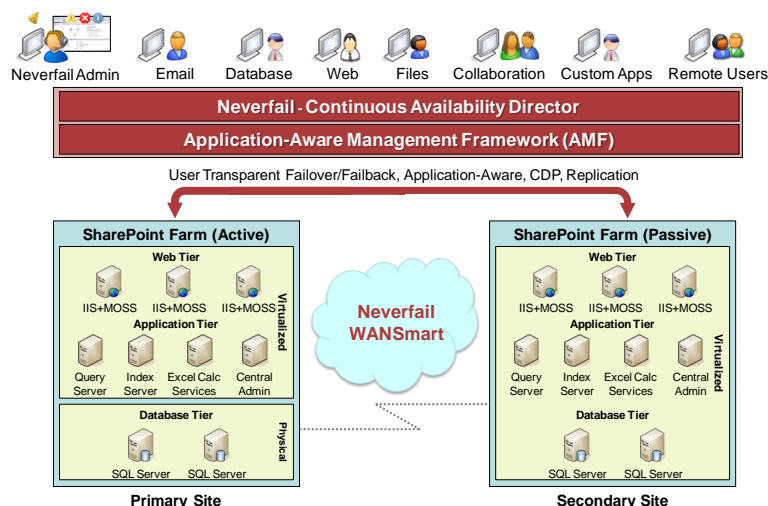 Neverfail Admin
Email
Database
Web
Files
Collaboration
Custom Apps
Remote Users
Neverfail - Continuous Availability Director
Application-Aware Management Framework (AMF)
User Transparent Failover/Failback, Application-Aware, CDP, Replication
SharePoint Farm (Active)
Web Tier
IIS+MOSS
IIS+MOSS
IIS+MOSS
Virtualized
Application Tier
Query
Server
Index
Server
Excel Calc
Services
Central
Admin
Database Tier
Physical
SQL Server
SQL Server
Primary Site
Neverfail
WANSmart
SharePoint Farm (Passive)
Web Tier
IIS+MOSS
IIS+MOSS
IIS+MOSS
Application Tier
Virtualized
Query
Server
Index
Server
Excel Calc
Services
Central
Admin
Database Tier
SQL Server
SQL Server
Secondary Site